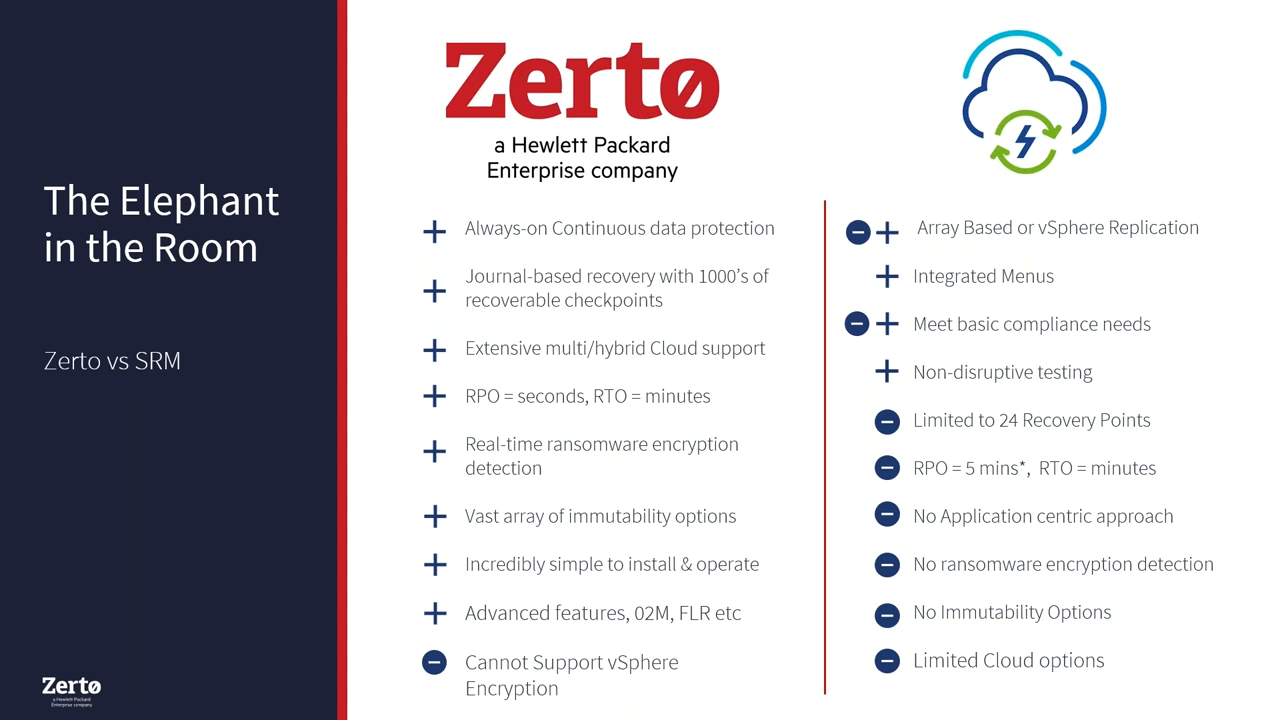 The Elephant
in the Room
Zerto vs SRM
Zerto
a Hewlett Packard
Enterprise company
Zerto
a Hewlett Packard
Enterprise company
Always-on Continuous data protection
Journal-based recovery with 1000's of
recoverable checkpoints
Extensive multi/hybrid Cloud support
RPO = seconds, RTO = minutes
Real-time ransomware encryption
detection
Vast array of immutability options
Incredibly simple to install & operate
Advanced features, 02M, FLR etc
Cannot Support vSphere
Encryption
Array Based or vSphere Replication
Integrated Menus
Meet basic compliance needs
Non-disruptive testing
Limited to 24 Recovery Points
RPO = 5 mins*, RTO = minutes
No Application centric approach
No ransomware encryption detection
No Immutability Options
Limited Cloud options